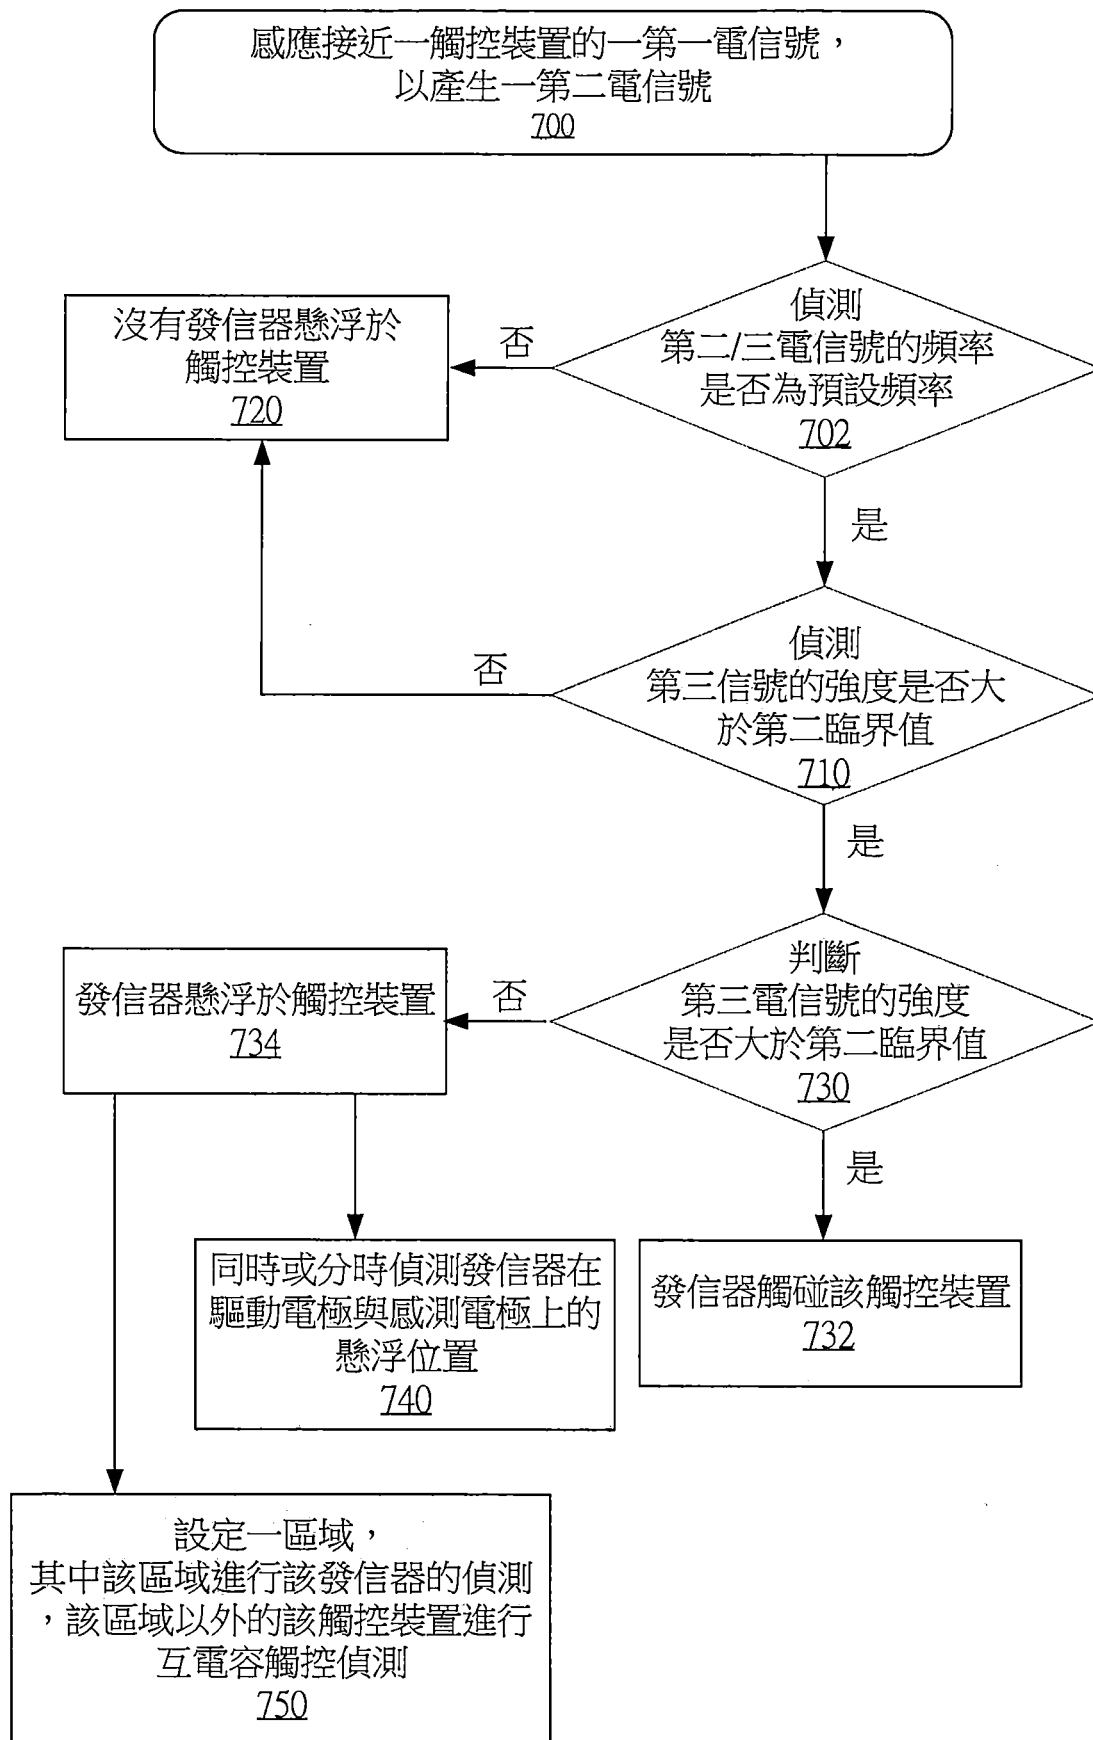 感應接近一觸控裝置的一第一電信號，
以產生一第二電信號
700
偵測
第二/三電信號的頻率
是否為預設頻率
702
否
沒有發信器懸浮於
觸控裝置
720
是
偵測
第三信號的強度是否大
於第二臨界值
710
否
是
判斷
第三電信號的強度
是否大於第二臨界值
730
否
發信器懸浮於觸控裝置
734
是
同時或分時偵測發信器在
驅動電極與感測電極上的
懸浮位置
740
發信器觸碰該觸控裝置
732
設定一區域，
其中該區域進行該發信器的偵測
，該區域以外的該觸控裝置進行
互電容觸控偵測
750